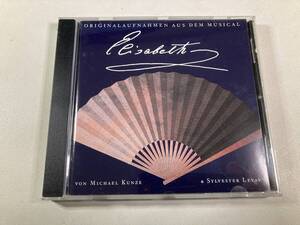 ORIGINALAUFNAHMEN AUS DEM MUSICAL
Elisabeth
VON MICHAEL KUNZE & SYLVESTER LEVAY